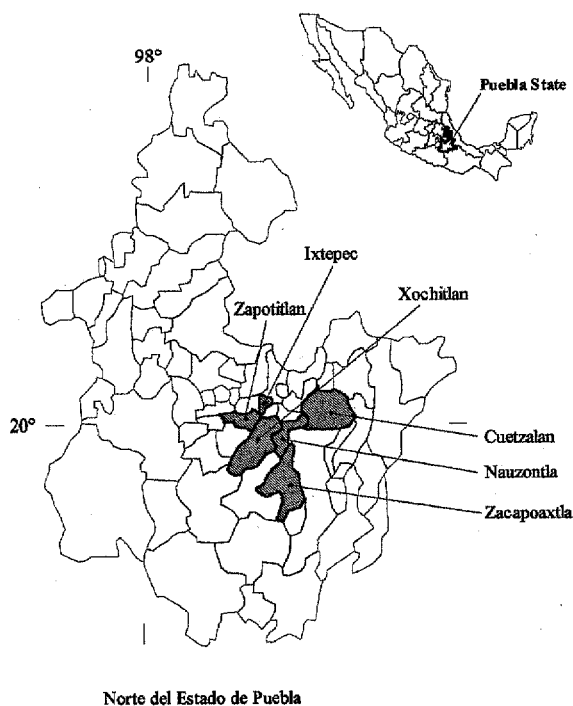 98°
Puebla State
Ixtepec
Xochitlan
Zapotitlan
20°
Cuetzalan
Nauzontla
Zacapoaxtla
Norte del Estado de Puebla